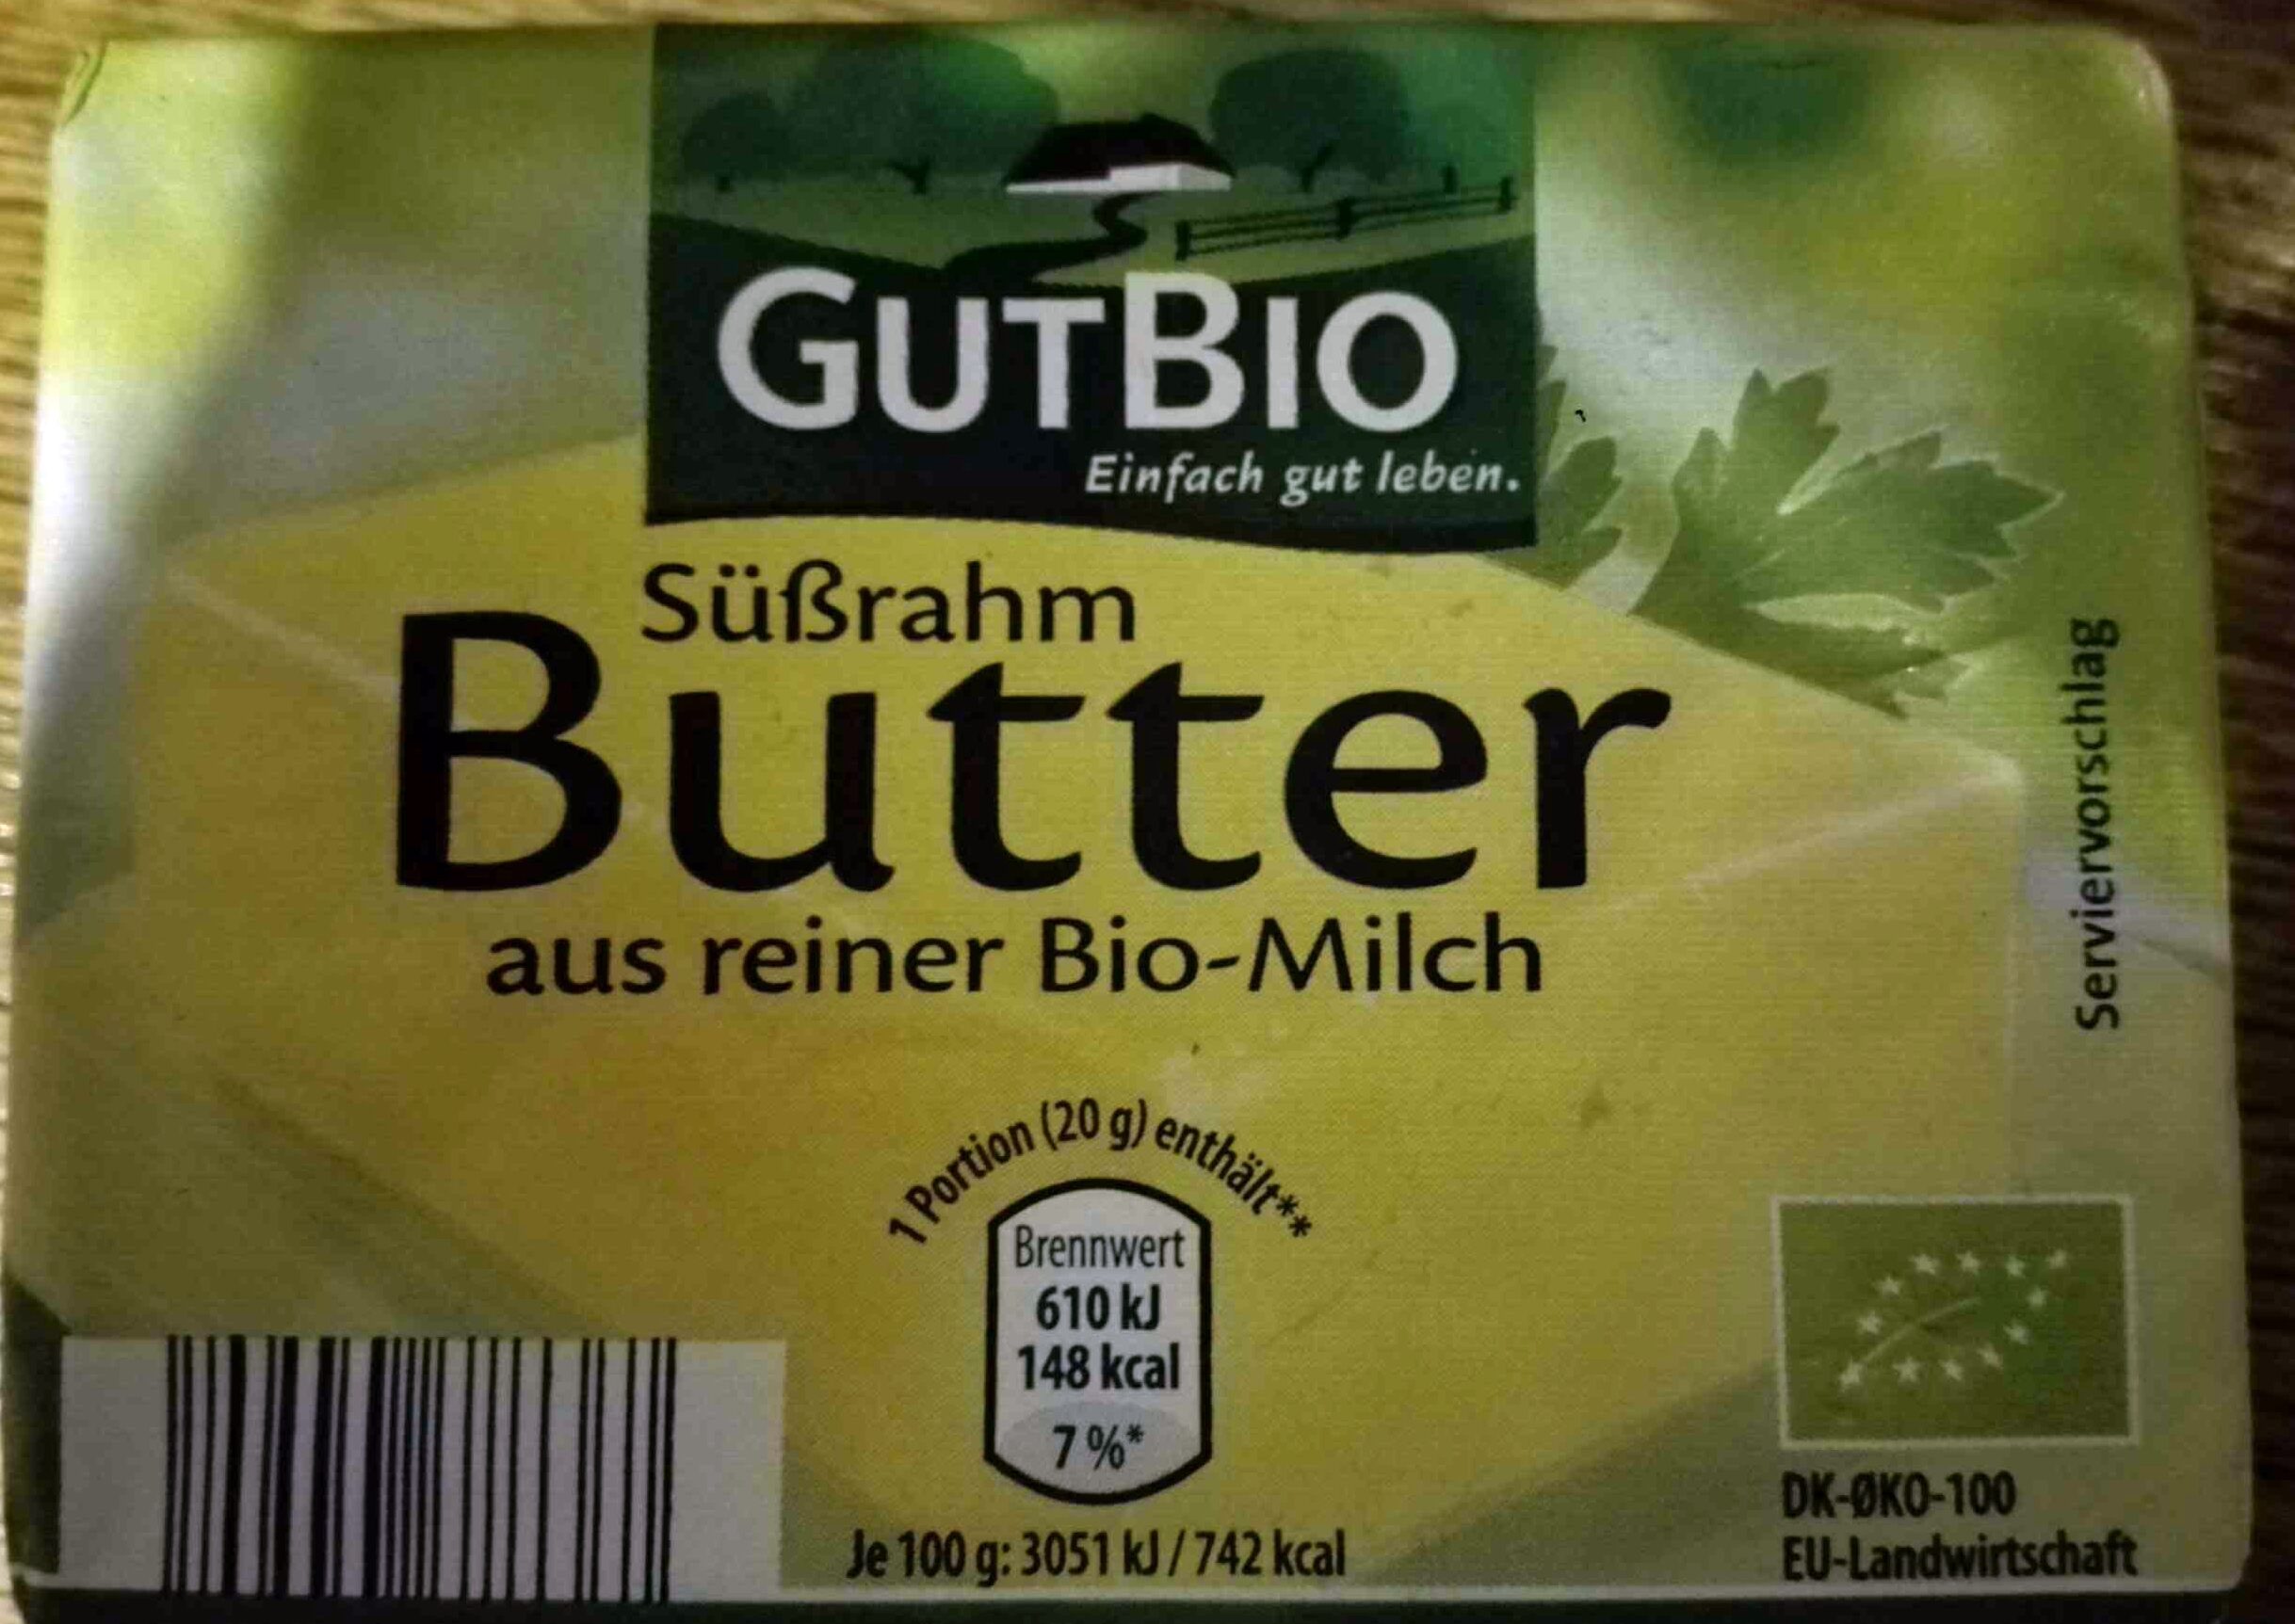 GUTBIO
Einfach gut leben.
Süßrahm
Butter
aus reiner Bio-Milch
Serviervorschlag
1 Portion (20 g) enthält**
Brennwert
610 kJ
148 kcal
7 %*
Je 100 g: 3051 kJ / 742 kcal
DK-ØKO-100
EU-Landwirtschaft